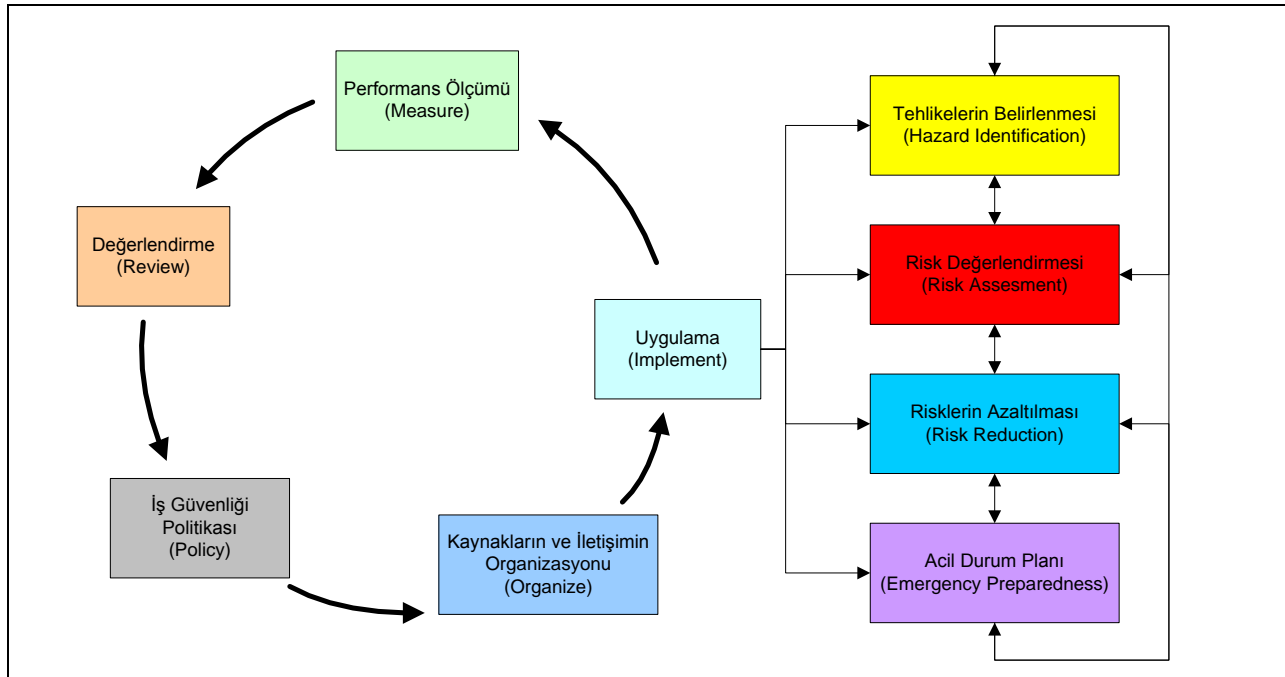 Performans Ölçümü
(Measure)
Değerlendirme
(Review)
İş Güvenliği
Politikası
(Policy)
Kaynakların ve İletişimin
Organizasyonu
(Organize)
Uygulama
(Implement)
Tehlikelerin Belirlenmesi
(Hazard Identification)
Risk Değerlendirmesi
(Risk Assesment)
Risklerin Azaltılması
(Risk Reduction)
Acil Durum Planı
(Emergency Preparedness)